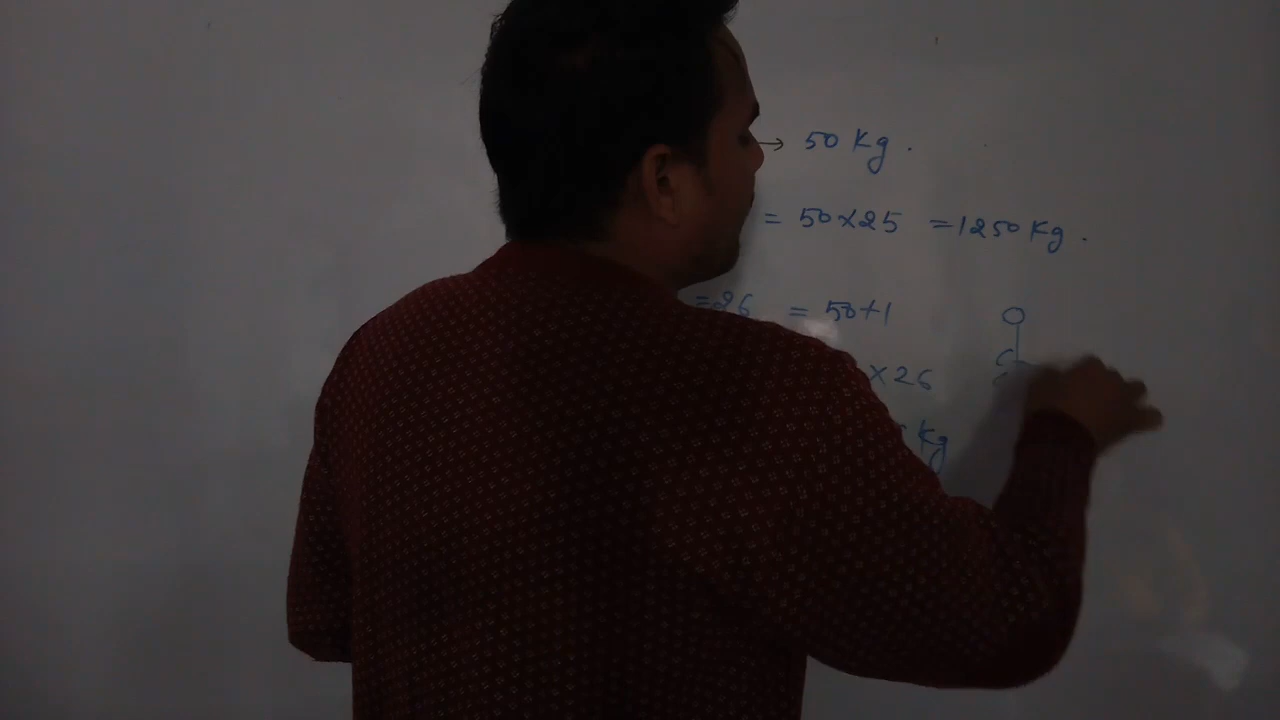 → 50 Kg.
= 50×25 = 1250 Kg.
=26 = 50+1
×26
Kg